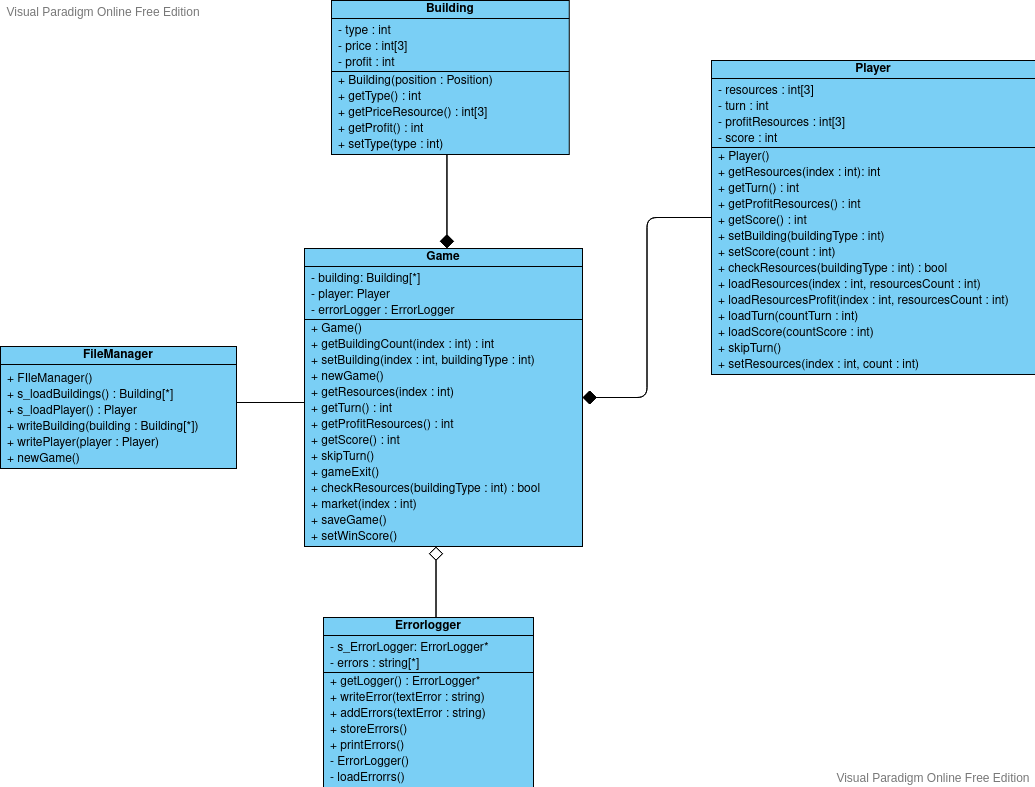 Visual Paradigm Online Free Edition
Building
- type : int
- price : int[3]
- profit : int
+ Building(position : Position)
+ getType() : int
+ getPriceResource() : int[3]
+ getProfit() : int
+ setType(type : int)
Player
- resources : int[3]
- turn : int
- profitResources : int[3]
- score : int
+ Player()
+ getResources(index : int): int
+ getTurn() : int
+ getProfitResources() : int
+ getScore() : int
+ setBuilding(buildingType : int)
+ setScore(count : int)
+ checkResources(buildingType : int) : bool
+ loadResources(index : int, resourcesCount : int)
+ loadResourcesProfit(index : int, resourcesCount : int)
+ loadTurn(countTurn : int)
+ loadScore(countScore : int)
+ skipTurn()
+ setResources(index : int, count : int)
Game
- building: Building[*]
- player: Player
- errorLogger : ErrorLogger
+ Game()
+ getBuildingCount(index : int) : int
+ setBuilding(index : int, buildingType : int)
+ newGame()
+ getResources(index : int)
+ getTurn() : int
+ getProfitResources() : int
+ getScore() : int
+ skipTurn()
+ gameExit()
+ checkResources(buildingType : int) : bool
+ market(index : int)
+ saveGame()
+ setWinScore()
FileManager
+ FIleManager()
+ s_loadBuildings() : Building[*]
+ s_loadPlayer() : Player
+ writeBuilding(building : Building[*])
+ writePlayer(player : Player)
+ newGame()
Errorlogger
- s_ErrorLogger: ErrorLogger*
- errors : string[*]
+ getLogger() : ErrorLogger*
+ writeError(textError : string)
+ addErrors(textError : string)
+ storeErrors()
+ printErrors()
- ErrorLogger()
- loadErorrs()
Visual Paradigm Online Free Edition